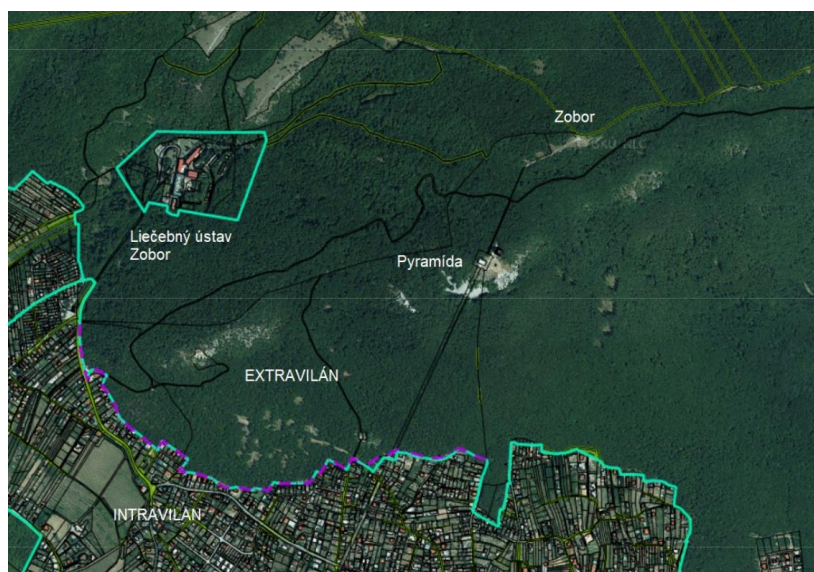 Zobor
Liečebný ústav
Zobor
Pyramída
EXTRAVILÁN
INTRAVILÁN